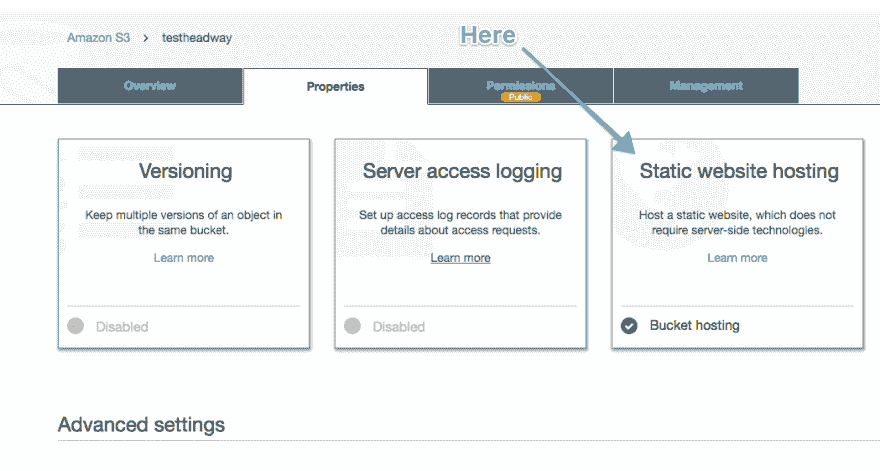 Amazon S3 > testheadway
Here
Overview
Properties
Permissions
Public
Management
Versioning
Keep multiple versions of an object in
the same bucket.
Learn more
Disabled
Server access logging
Set up access log records that provide
details about access requests.
Learn more
Disabled
Static website hosting
Host a static website, which does not
require server-side technologies.
Learn more
Bucket hosting
Advanced settings